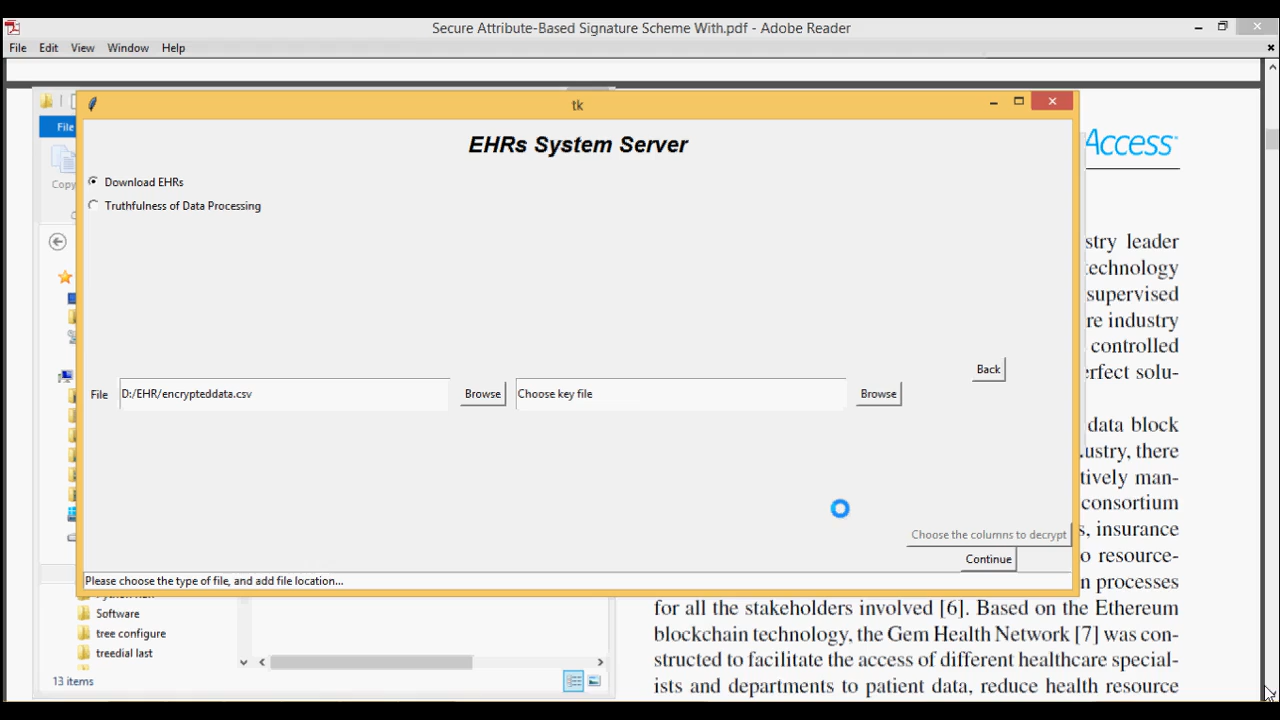 Secure Attribute-Based Signature Scheme With.pdf - Adobe Reader
File Edit View Window Help
File
Copy
tk
EHRs System Server
Download EHRs
Truthfulness of Data Processing
Back
File D:/EHR/encrypteddata.csv Browse Choose key file Browse
Choose the columns to decrypt
Continue
Please choose the type of file, and add file location...
Software
tree configure
treedial last
13 items
Access
stry leader
technology
supervised
re industry
controlled
rfect solu-
data block
ustry, there
tively man-
consortium
s, insurance
o resource-
n processes
for all the stakeholders involved [6]. Based on the Ethereum
blockchain technology, the Gem Health Network [7] was con-
structed to facilitate the access of different healthcare special-
ists and departments to patient data, reduce health resource